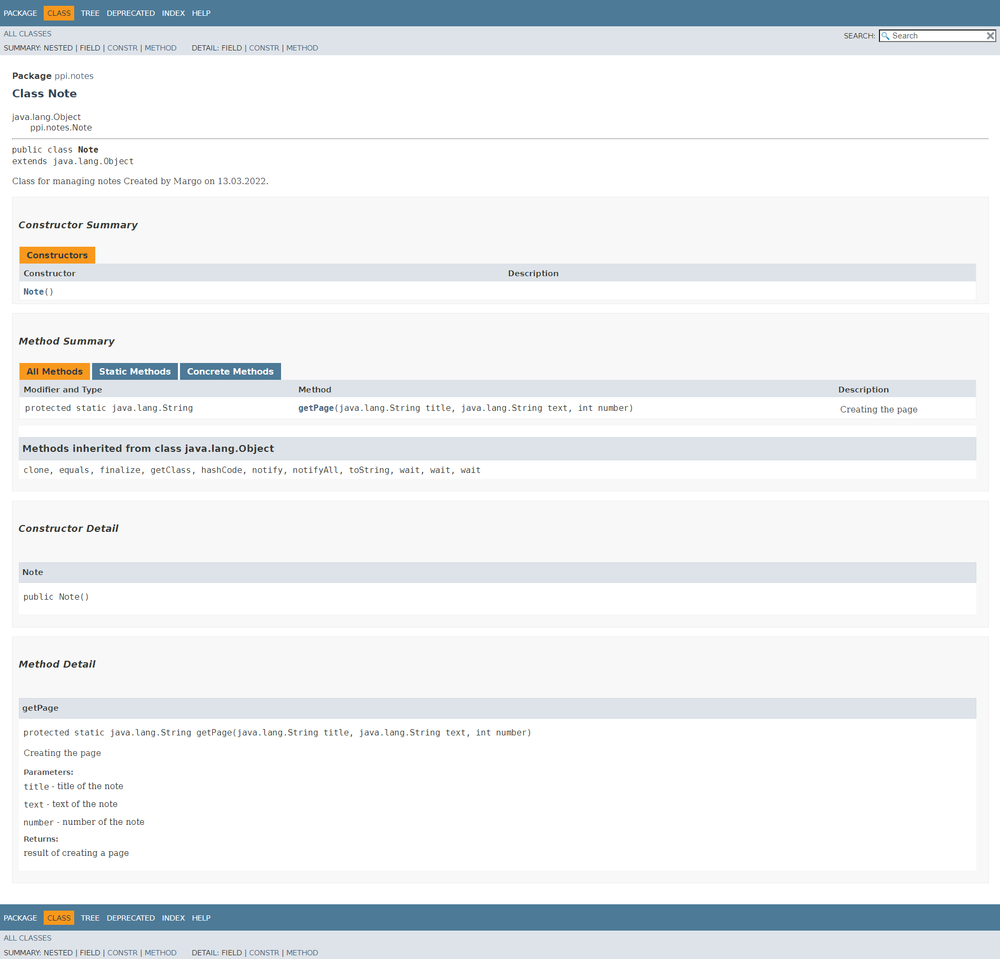 PACKAGE CLASS TREE DEPRECATED INDEX HELP
ALL CLASSES
SEARCH: Search
SUMMARY: NESTED | FIELD | CONSTR | METHOD DETAIL: FIELD | CONSTR | METHOD
Package ppi.notes
Class Note
java.lang.Object
ppi.notes.Note
public class Note
extends java.lang.Object
Class for managing notes Created by Margo on 13.03.2022.
Constructor Summary
Constructors
Constructor Description
Note()
Method Summary
All Methods Static Methods Concrete Methods
Modifier and Type Method Description
protected static java.lang.String getPage(java.lang.String title, java.lang.String text, int number) Creating the page
Methods inherited from class java.lang.Object
clone, equals, finalize, getClass, hashCode, notify, notifyAll, toString, wait, wait, wait
Constructor Detail
Note
public Note()
Method Detail
getPage
protected static java.lang.String getPage(java.lang.String title, java.lang.String text, int number)
Creating the page
Parameters:
title - title of the note
text - text of the note
number - number of the note
Returns:
result of creating a page
PACKAGE CLASS TREE DEPRECATED INDEX HELP
ALL CLASSES
SUMMARY: NESTED | FIELD | CONSTR | METHOD DETAIL: FIELD | CONSTR | METHOD